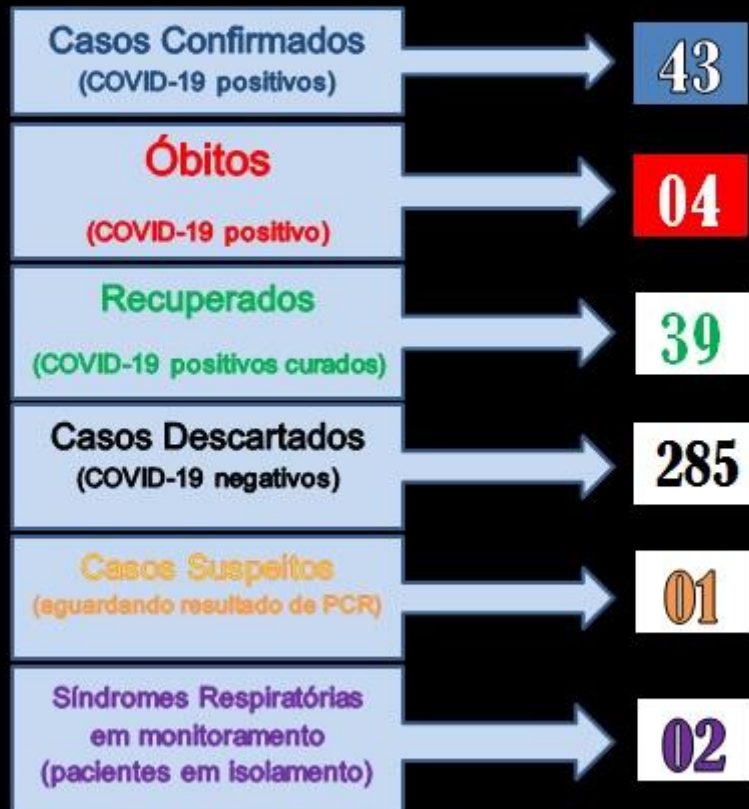 Casos Confirmados
(COVID-19 positivos)
43
Óbitos
(COVID-19 positivo)
04
Recuperados
(COVID-19 positivos curados)
39
Casos Descartados
(COVID-19 negativos)
285
Casos Suspeitos
(aguardando resultado de PCR)
01
Síndromes Respiratórias
em monitoramento
(pacientes em isolamento)
02